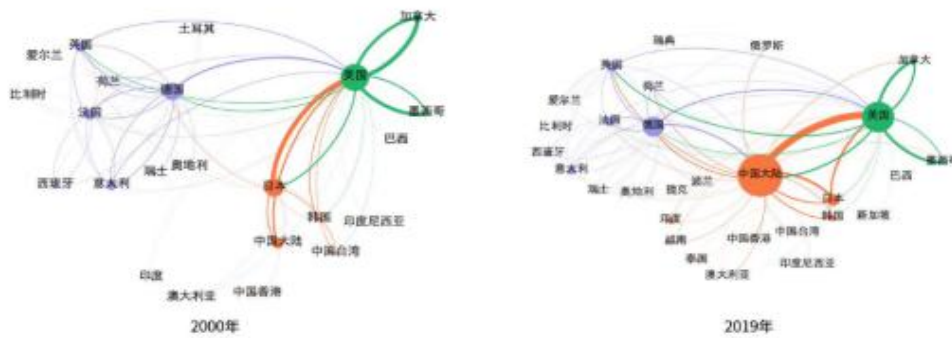 加拿大
土耳其
英国
爱尔兰
美国
荷兰
德国
比利时
法国
墨西哥
巴西
瑞士
奥地利
西班牙
意大利
日本
韩国
印度尼西亚
中国大陆
中国台湾
印度
澳大利亚
中国香港
2000年
瑞典
俄罗斯
加拿大
英国
荷兰
爱尔兰
美国
比利时
法国
德国
墨西哥
西班牙
意大利
巴西
中国大陆
瑞士
奥地利
捷克
波兰
日本
韩国
新加坡
印度
越南
中国香港
中国台湾
泰国
印度尼西亚
澳大利亚
2019年